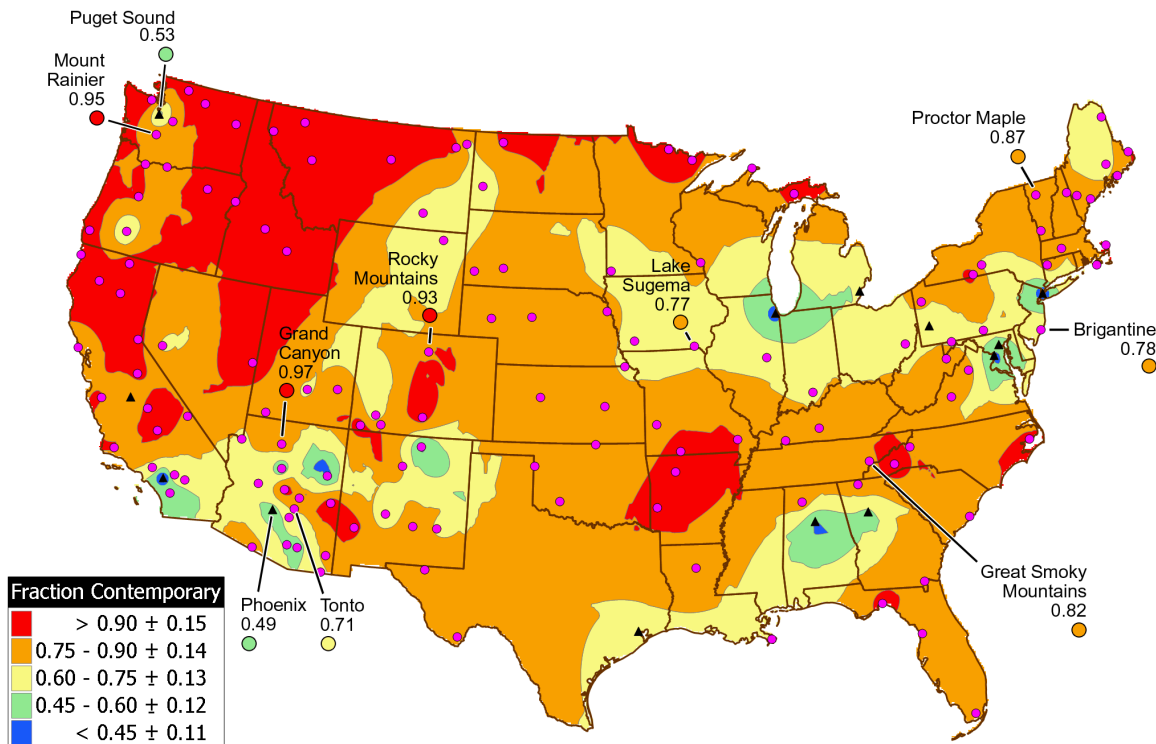 Puget Sound
0.53
Mount
Rainier
0.95
Proctor Maple
0.87
Rocky
Mountains
0.93
Lake
Sugema
0.77
Grand
Canyon
0.97
Brigantine
0.78
Great Smoky
Mountains
0.82
Phoenix
0.49
Tonto
0.71
Fraction Contemporary
> 0.90 ± 0.15
0.75 - 0.90 ± 0.14
0.60 - 0.75 ± 0.13
0.45 - 0.60 ± 0.12
< 0.45 ± 0.11